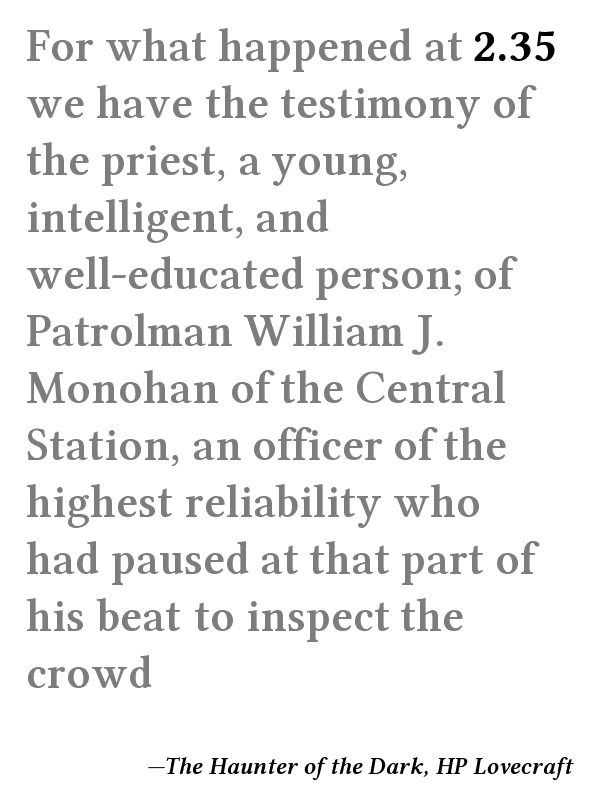 For what happened at 2.35
we have the testimony of
the priest, a young,
intelligent, and
well-educated person; of
Patrolman William J.
Monohan of the Central
Station, an officer of the
highest reliability who
had paused at that part of
his beat to inspect the
crowd
—The Haunter of the Dark, HP Lovecraft